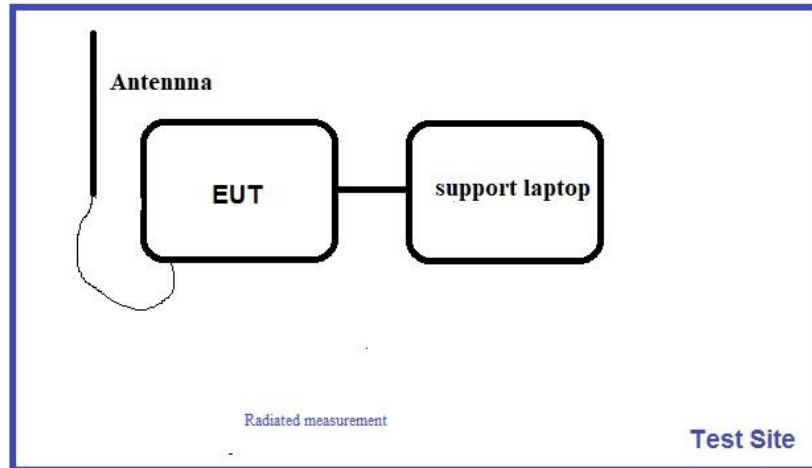 Antennna
EUT
support laptop
Radiated measurement
Test Site